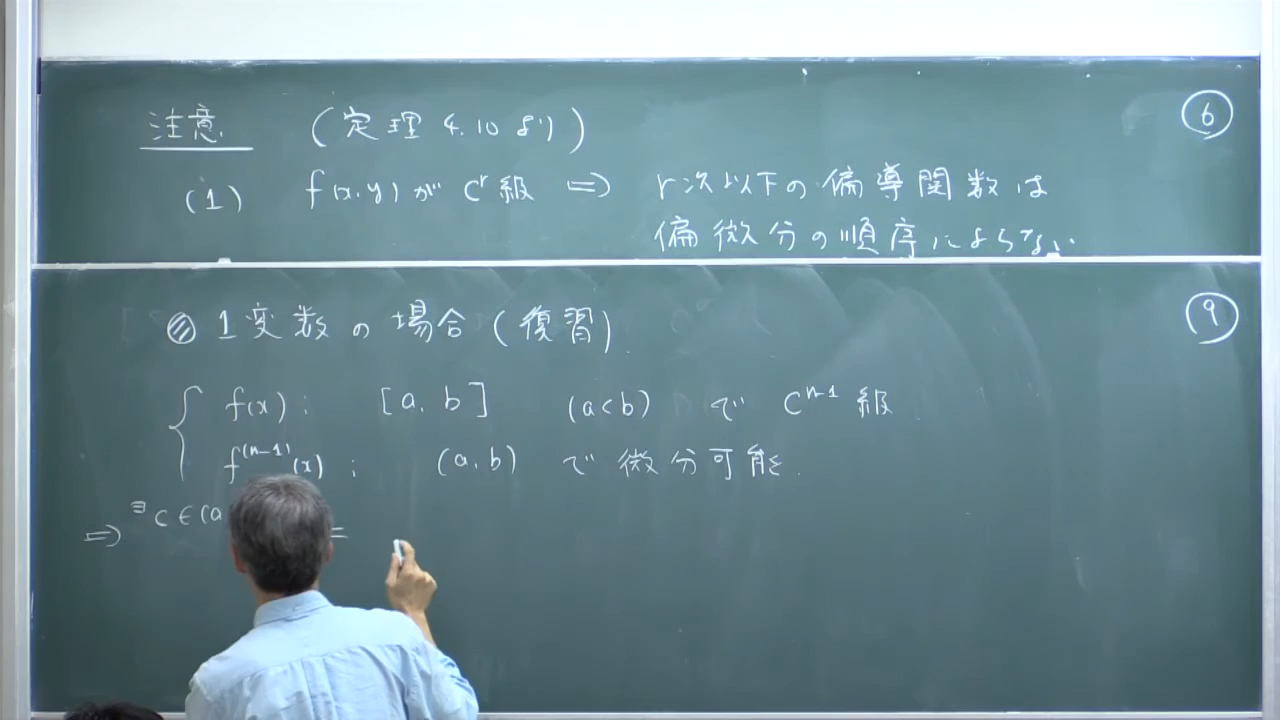 注意 (定理 4.10 より) ⑥
(1) f(x,y) が C^r 級 ⇒ r次以下の偏導関数は
偏微分の順序によらない
◎ 1変数の場合 (復習). ⑨
{ f(x) : [a, b] (a<b) で C^{n-1} 級
f^{(n-1)}(x) ; (a,b) で 微分可能.
⇒ ∃c∈(a =